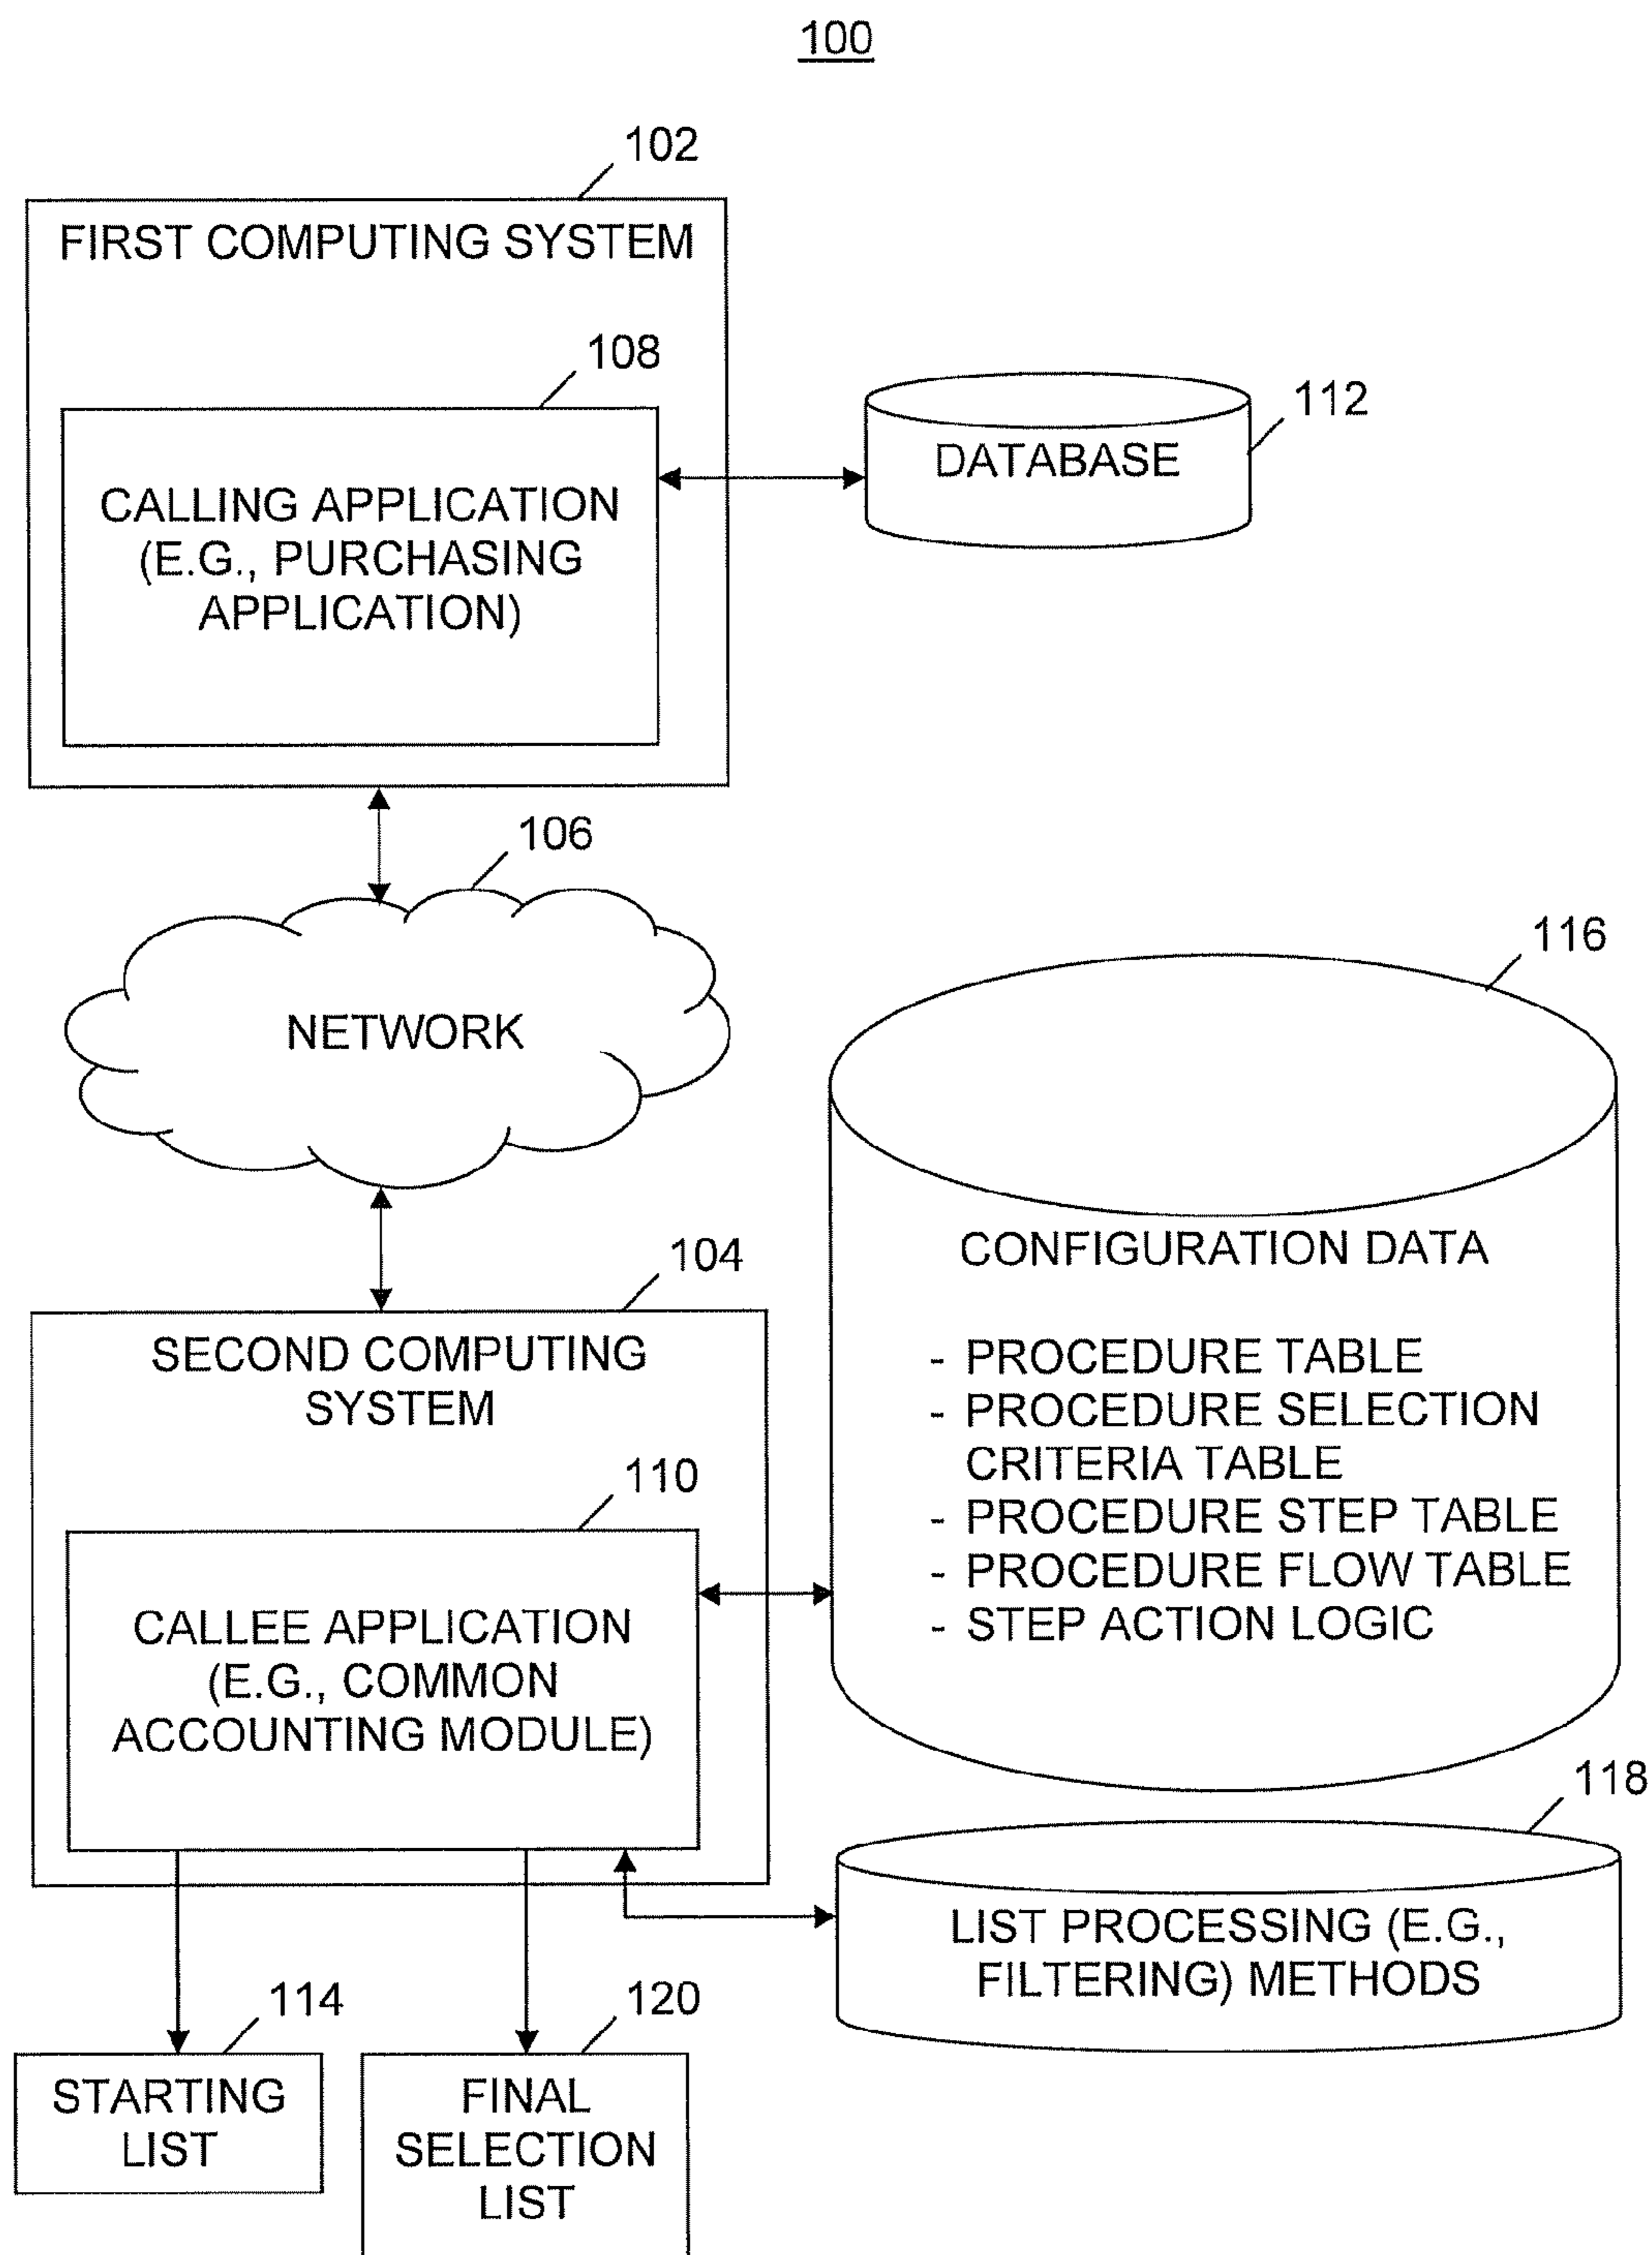 100
102
FIRST COMPUTING SYSTEM
108
CALLING APPLICATION
(E.G., PURCHASING
APPLICATION)
112
DATABASE
106
NETWORK
116
CONFIGURATION DATA
- PROCEDURE TABLE
- PROCEDURE SELECTION
CRITERIA TABLE
- PROCEDURE STEP TABLE
- PROCEDURE FLOW TABLE
- STEP ACTION LOGIC
104
SECOND COMPUTING
SYSTEM
110
CALLEE APPLICATION
(E.G., COMMON
ACCOUNTING MODULE)
118
LIST PROCESSING (E.G.,
FILTERING) METHODS
114
STARTING
LIST
120
FINAL
SELECTION
LIST